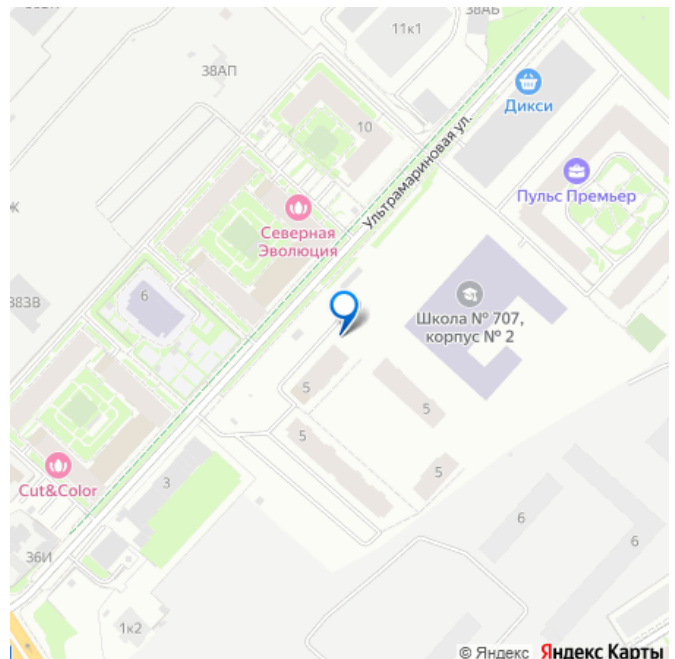 38АБ
11к1
38АП
Дикси
10
Ультрамариновая ул.
Пульс Премьер
Северная
Эволюция
6
383В
Школа № 707,
корпус № 2
5
5
5
5
Cut&Color
3
6
6
36И
1к2
© Яндекс Яндекс Карты